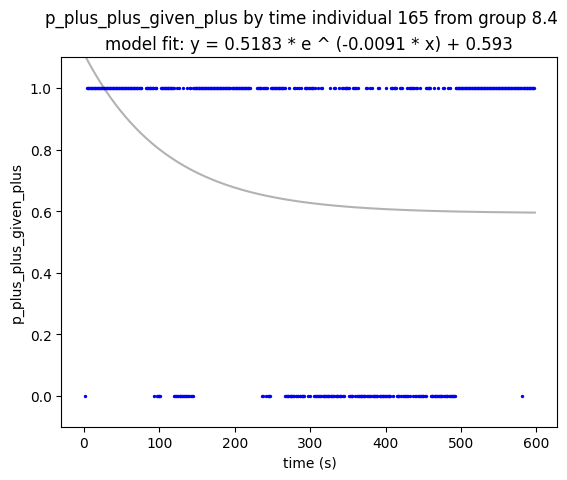 p_plus_plus_given_plus by time individual 165 from group 8.4
model fit: y = 0.5183 * e ^ (-0.0091 * x) + 0.593
1.0
0.8
0.6
0.4
0.2
0.0
p_plus_plus_given_plus
0 100 200 300 400 500 600
time (s)